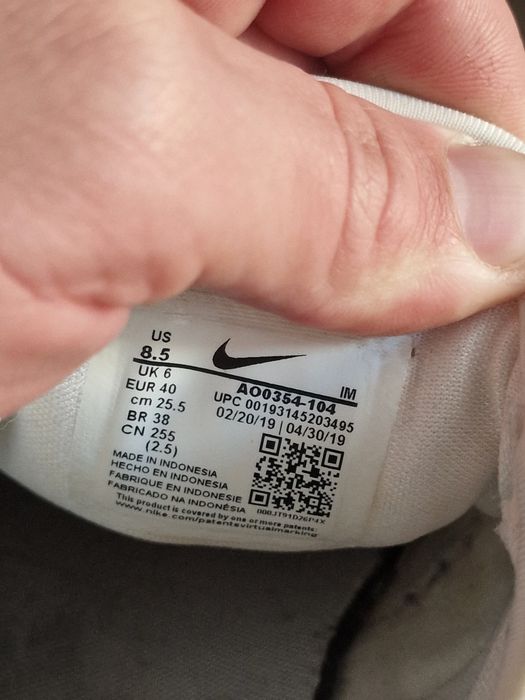 US
8.5
UK 6
EUR 40
cm 25.5
BR 38
CN 255
(2.5)
IM
AO0354-104
UPC 00193145203495
02/20/19 | 04/30/19
MADE IN INDONESIA
HECHO EN INDONESIA
FABRIQUE EN INDONESIE
FABRICADO NA INDONÉSIA
This product is covered by one or more patents:
www.nike.com/patentsvirtualmarking